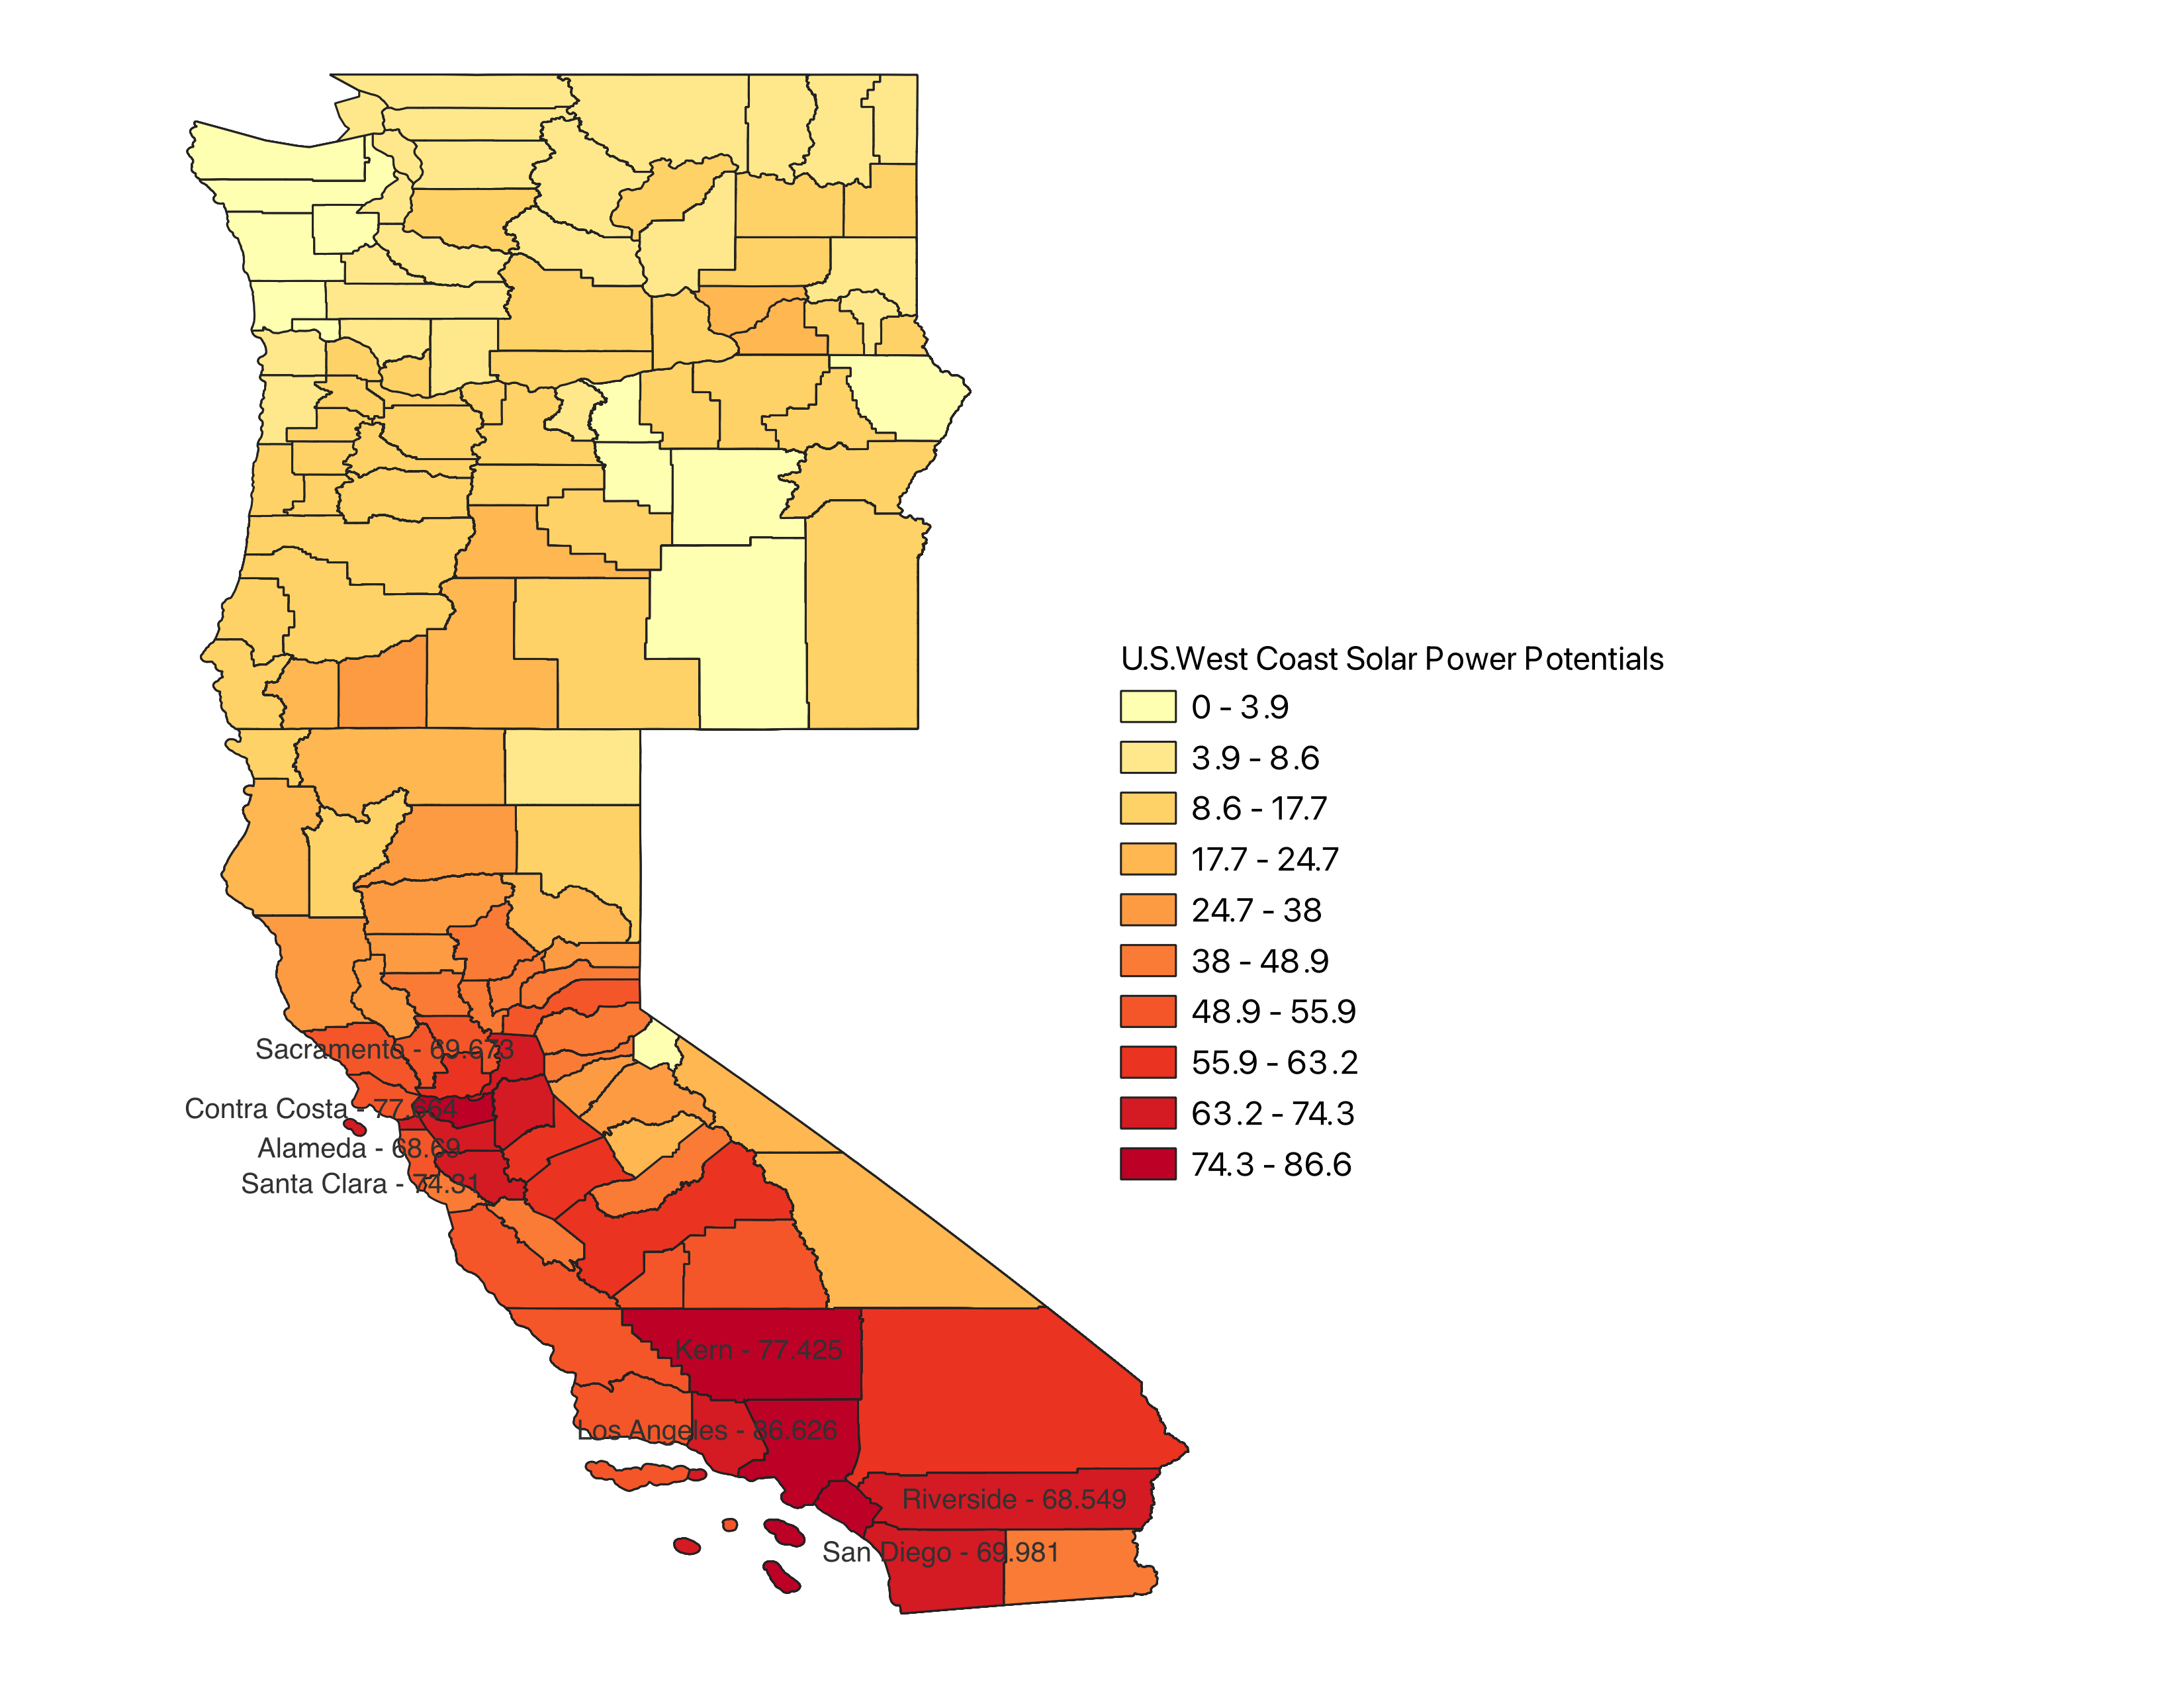 U.S.West Coast Solar Power Potentials
0 - 3.9
3.9 - 8.6
8.6 - 17.7
17.7 - 24.7
24.7 - 38
38 - 48.9
48.9 - 55.9
55.9 - 63.2
63.2 - 74.3
74.3 - 86.6
Sacramento - 69.673
Contra Costa - 77.664
Alameda - 68.69
Santa Clara - 74.31
Kern - 77.425
Los Angeles - 86.626
Riverside - 68.549
San Diego - 69.981